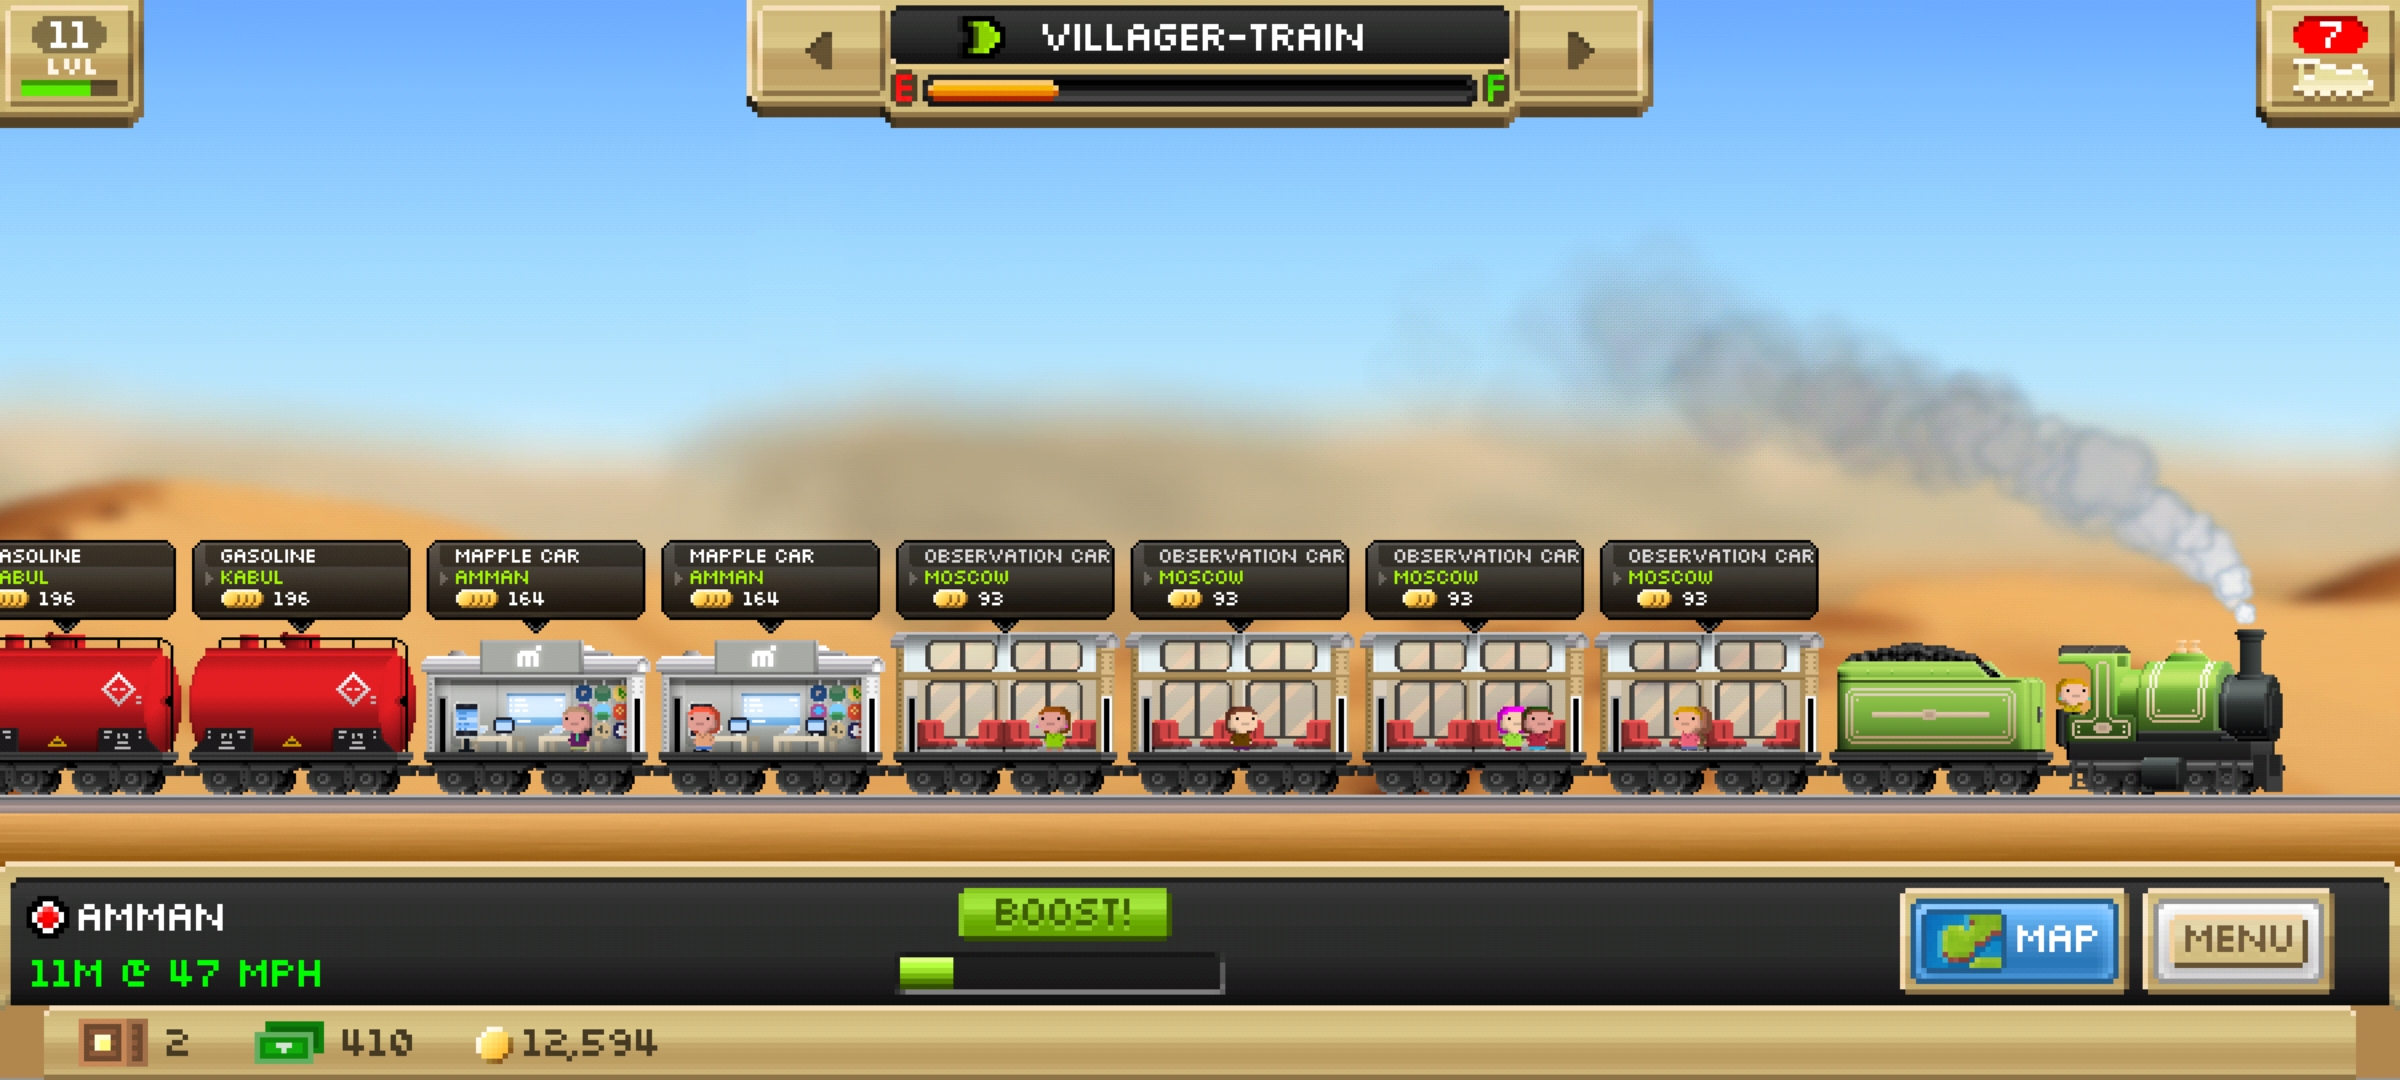 11
LVL
VILLAGER-TRAIN
E F
7
ASOLINE
ABUL
196
GASOLINE
KABUL
196
MAPPLE CAR
AMMAN
164
MAPPLE CAR
AMMAN
164
OBSERVATION CAR
MOSCOW
93
OBSERVATION CAR
MOSCOW
93
OBSERVATION CAR
MOSCOW
93
OBSERVATION CAR
MOSCOW
93
m
m
AMMAN
11M @ 47 MPH
BOOST!
MAP
MENU
2
410
12,594